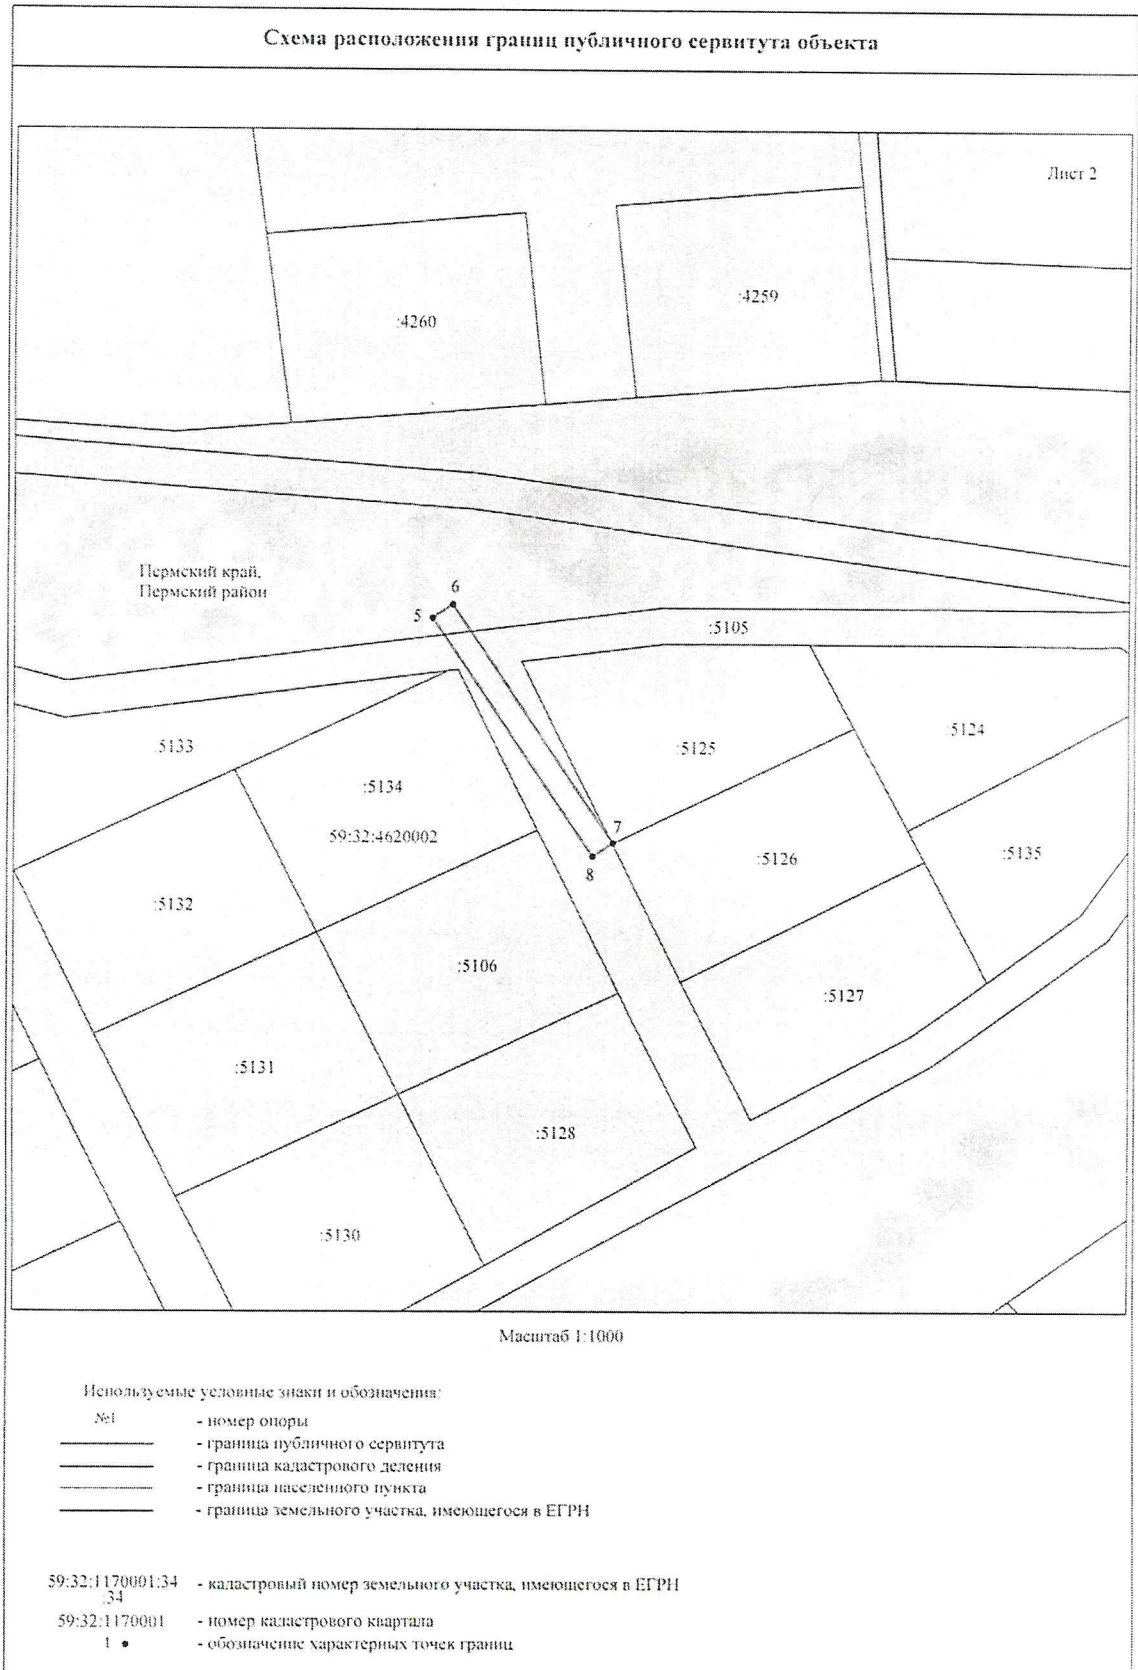 Схема расположения границ публичного сервитута объекта
Лист 2
:4260
:4259
Пермский край,
Пермский район
6
5
:5105
:5133
:5134
:5125
:5124
59:32:4620002
7
8
:5126
:5135
:5132
:5106
:5127
:5131
:5128
:5130
Масштаб 1:1000
Используемые условные знаки и обозначения:
№1 - номер опоры
- граница публичного сервитута
- граница кадастрового деления
- граница населенного пункта
- граница земельного участка, имеющегося в ЕГРН
59:32:1170001:34 - кадастровый номер земельного участка, имеющегося в ЕГРН
:34
59:32:1170001 - номер кадастрового квартала
1 • - обозначение характерных точек границ